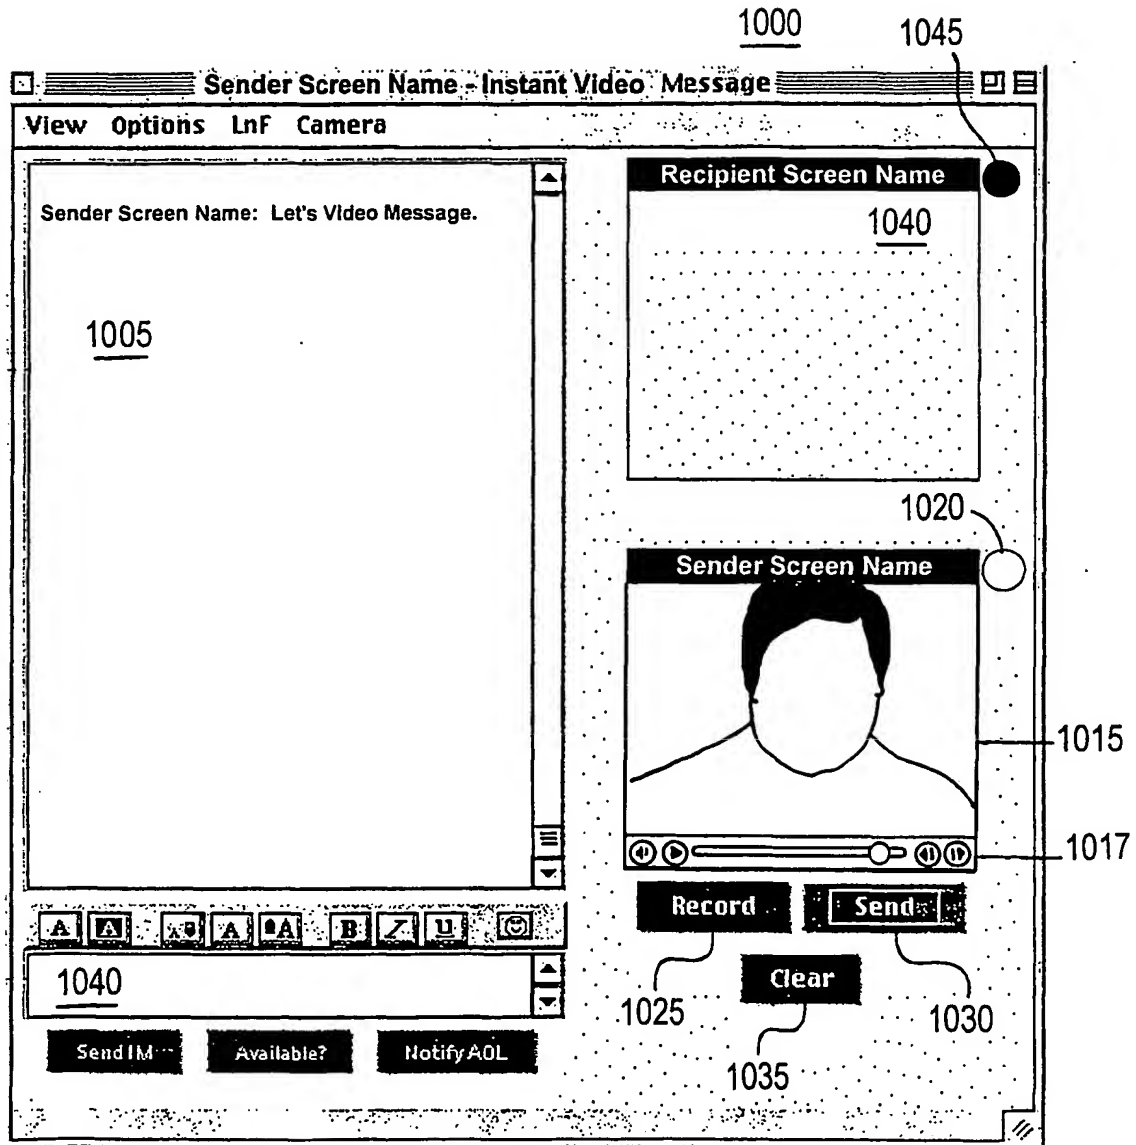 1000
1045
Sender Screen Name - Instant Video Message
View Options LnF Camera
Recipient Screen Name
1040
Sender Screen Name: Let's Video Message.
1005
1020
Sender Screen Name
1015
1017
Record Send
A A A A A B I U
1040
Clear
1025
1030
Send IM Available? Notify AOL
1035